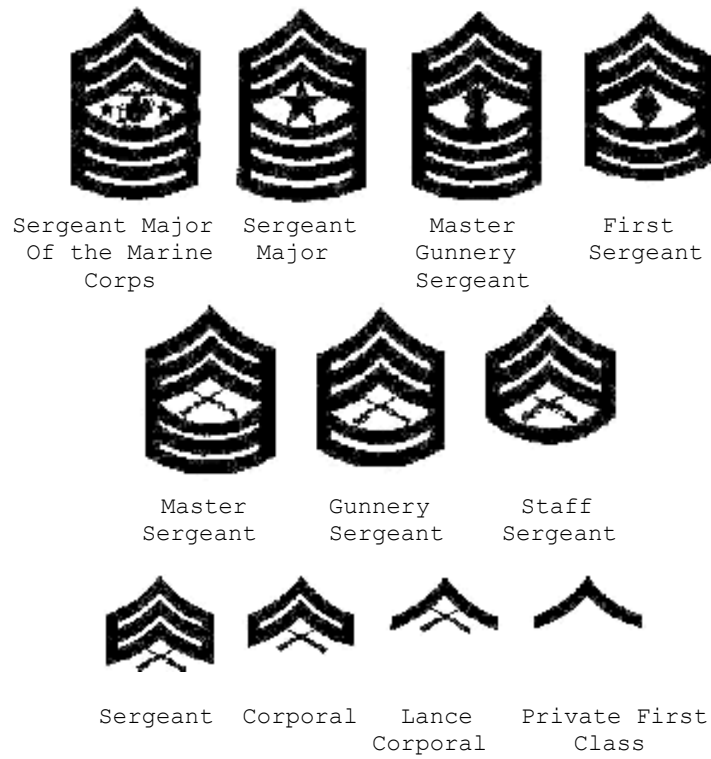 Sergeant Major Of the Marine Corps
Sergeant Major
Master Gunnery Sergeant
First Sergeant
Master Sergeant
Gunnery Sergeant
Staff Sergeant
Sergeant
Corporal
Lance Corporal
Private First Class